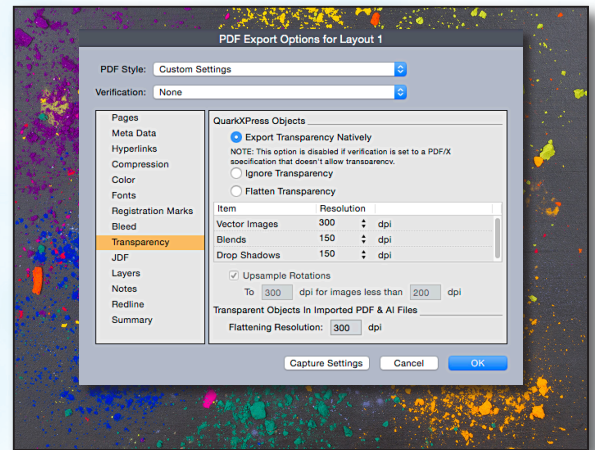 PDF Export Options for Layout 1
PDF Style: Custom Settings
Verification: None
Pages
Meta Data
Hyperlinks
Compression
Color
Fonts
Registration Marks
Bleed
Transparency
JDF
Layers
Notes
Redline
Summary
QuarkXPress Objects
Export Transparency Natively
NOTE: This option is disabled if verification is set to a PDF/X
specification that doesn't allow transparency.
Ignore Transparency
Flatten Transparency
Item Resolution
Vector Images 300 dpi
Blends 150 dpi
Drop Shadows 150 dpi
Upsample Rotations
To 300 dpi for images less than 200 dpi
Transparent Objects In Imported PDF & AI Files
Flattening Resolution: 300 dpi
Capture Settings Cancel OK